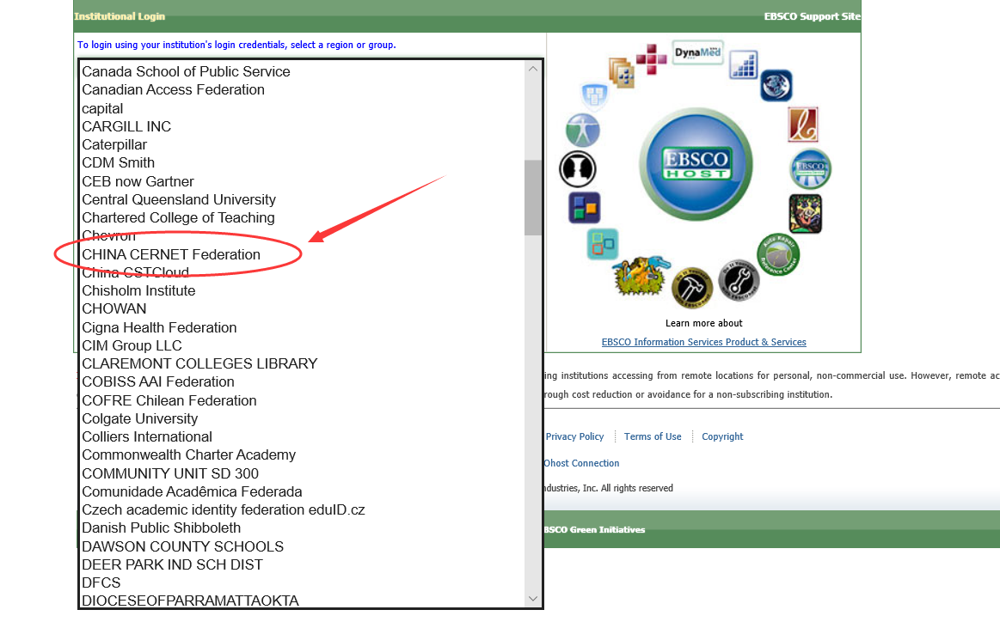 Institutional Login
EBSCO Support Site
To login using your institution's login credentials, select a region or group.
Canada School of Public Service
Canadian Access Federation
capital
CARGILL INC
Caterpillar
CDM Smith
CEB now Gartner
Central Queensland University
Chartered College of Teaching
Chevron
CHINA CERNET Federation
China CSTCloud
Chisholm Institute
CHOWAN
Cigna Health Federation
CIM Group LLC
CLAREMONT COLLEGES LIBRARY
COBISS AAI Federation
COFRE Chilean Federation
Colgate University
Colliers International
Commonwealth Charter Academy
COMMUNITY UNIT SD 300
Comunidade Acadêmica Federada
Czech academic identity federation eduID.cz
Danish Public Shibboleth
DAWSON COUNTY SCHOOLS
DEER PARK IND SCH DIST
DFCS
DIOCESEOFPARRAMATTAOKTA
DynaMed
EBSCO
HOST
EBSCO
Auto Repair
Reference Center
Learn more about
EBSCO Information Services Product & Services
ing institutions accessing from remote locations for personal, non-commercial use. However, remote ac
rough cost reduction or avoidance for a non-subscribing institution.
Privacy Policy
Terms of Use
Copyright
Ohost Connection
ndustries, Inc. All rights reserved
BSCO Green Initiatives